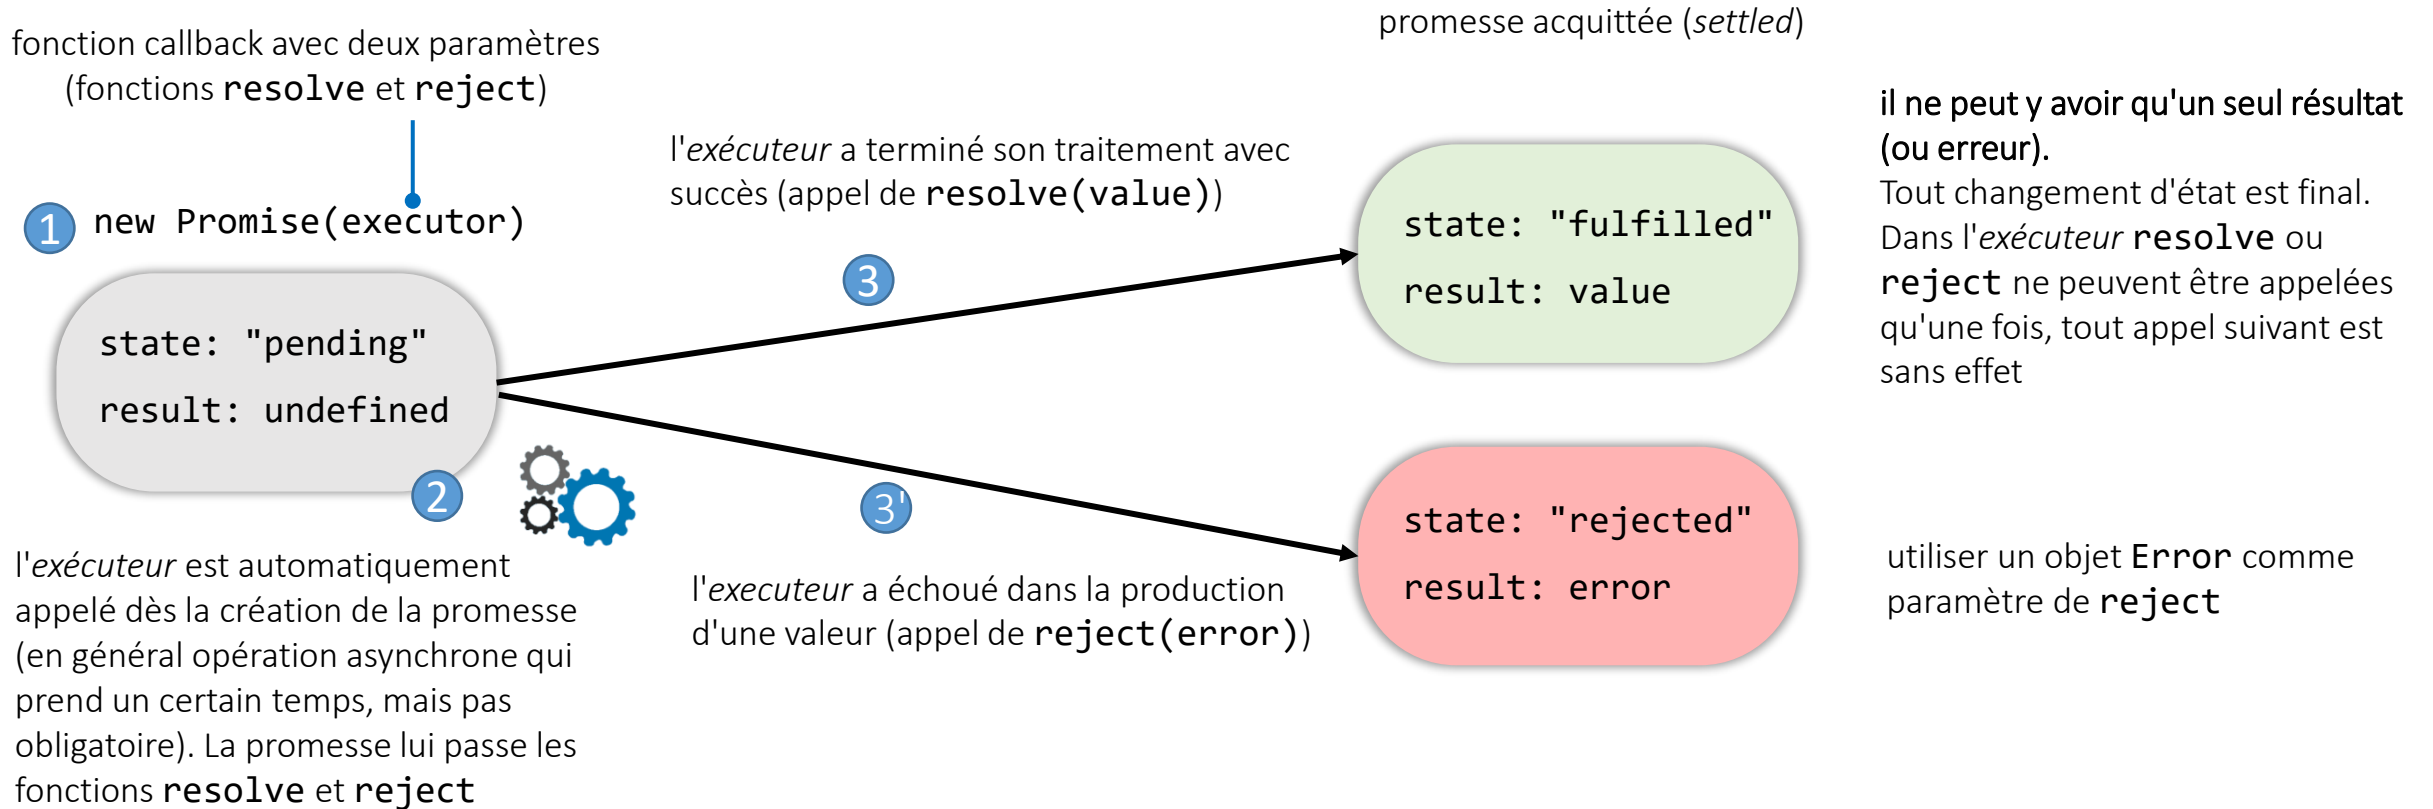 fonction callback avec deux paramètres
(fonctions resolve et reject)
1
new Promise(executor)
state: "pending"
result: undefined
2
l'exécuteur est automatiquement
appelé dès la création de la promesse
(en général opération asynchrone qui
prend un certain temps, mais pas
obligatoire). La promesse lui passe les
fonctions resolve et reject
l'exécuteur a terminé son traitement avec
succès (appel de resolve(value))
3
3'
l'executeur a échoué dans la production
d'une valeur (appel de reject(error))
promesse acquittée (settled)
state: "fulfilled"
result: value
state: "rejected"
result: error
il ne peut y avoir qu'un seul résultat
(ou erreur).
Tout changement d'état est final.
Dans l'exécuteur resolve ou
reject ne peuvent être appelées
qu'une fois, tout appel suivant est
sans effet
utiliser un objet Error comme
paramètre de reject